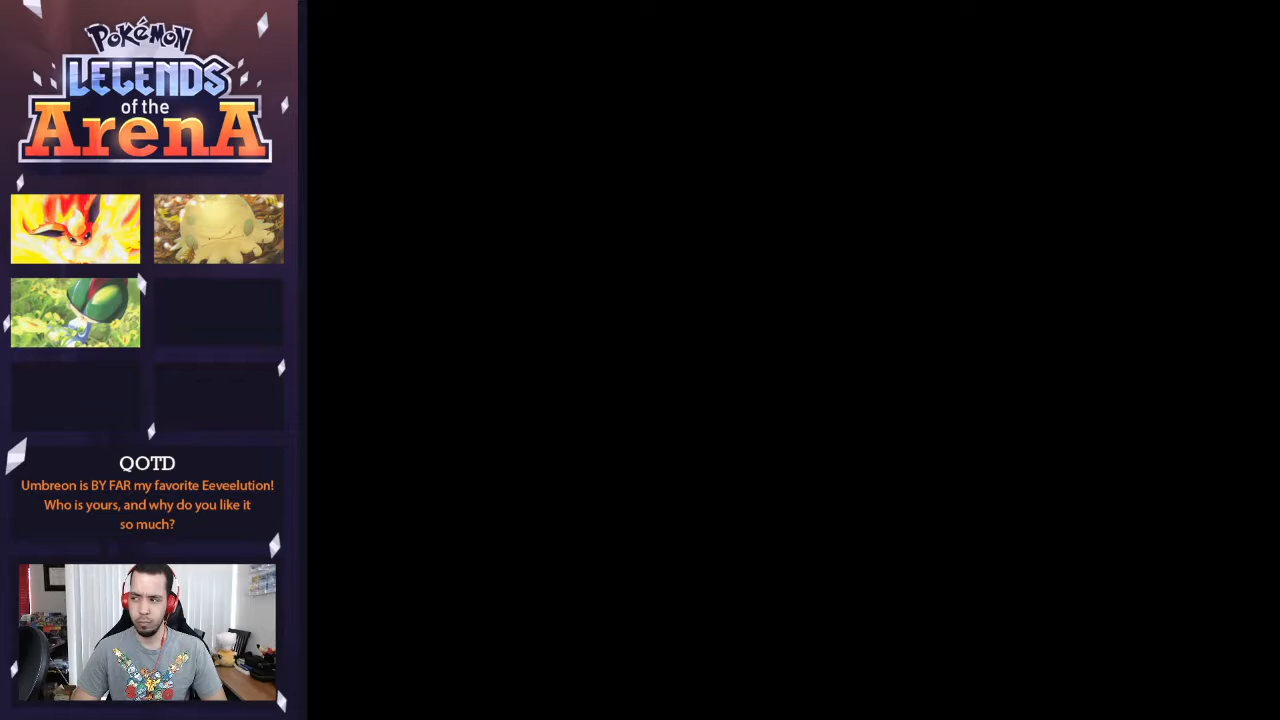 POKéMON
LEGENDS
of the
ArenA
QOTD
Umbreon is BY FAR my favorite Eeveelution!
Who is yours, and why do you like it
so much?